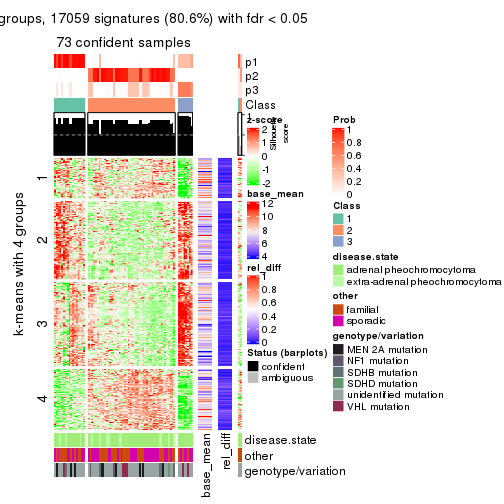 groups, 17059 signatures (80.6%) with fdr < 0.05
73 confident samples
p1
p2
p3
Class
1
Silhouette
score
k-means with 4 groups
1
2
3
4
z-score
2
1
0
-1
-2
base_mean
12
10
8
6
4
rel_diff
1
0.8
0.6
0.4
0.2
0
Status (barplots)
confident
ambiguous
Prob
1
0.8
0.6
0.4
0.2
0
Class
1
2
3
disease.state
adrenal pheochromocytoma
extra-adrenal pheochromocytoma
other
familial
sporadic
genotype/variation
MEN 2A mutation
NF1 mutation
SDHB mutation
SDHD mutation
unidentified mutation
VHL mutation
disease.state
other
genotype/variation
base_mean
rel_diff